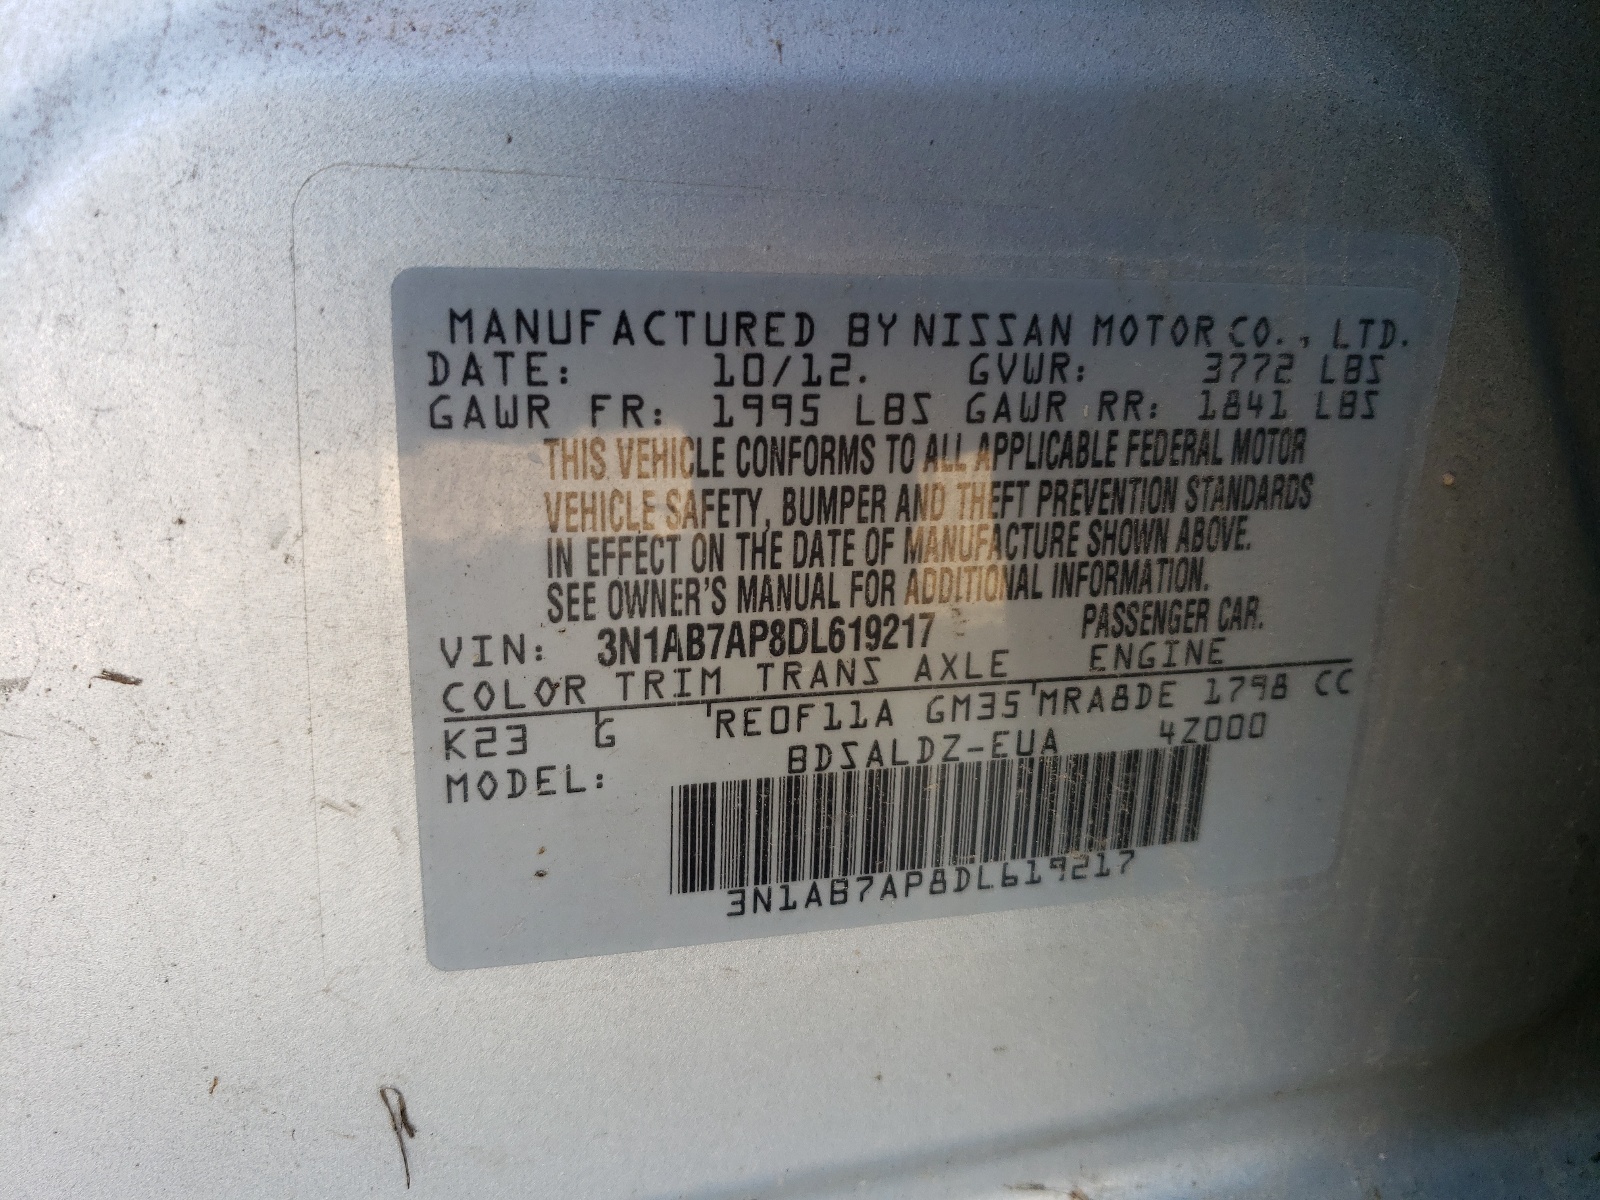 MANUFACTURED BY NISSAN MOTOR CO., LTD.
DATE: 10/12. GVWR: 3772 LBS
GAWR FR: 1995 LBS GAWR RR: 1841 LBS
THIS VEHICLE CONFORMS TO ALL APPLICABLE FEDERAL MOTOR
VEHICLE SAFETY, BUMPER AND THEFT PREVENTION STANDARDS
IN EFFECT ON THE DATE OF MANUFACTURE SHOWN ABOVE.
SEE OWNER'S MANUAL FOR ADDITIONAL INFORMATION.
VIN: 3N1AB7AP8DL619217 PASSENGER CAR.
COLOR TRIM TRANS AXLE ENGINE
K23 G RE0F11A GM35 MRA8DE 1798 CC
MODEL: BDSALDZ-EUA 4Z000
3N1AB7AP8DL619217